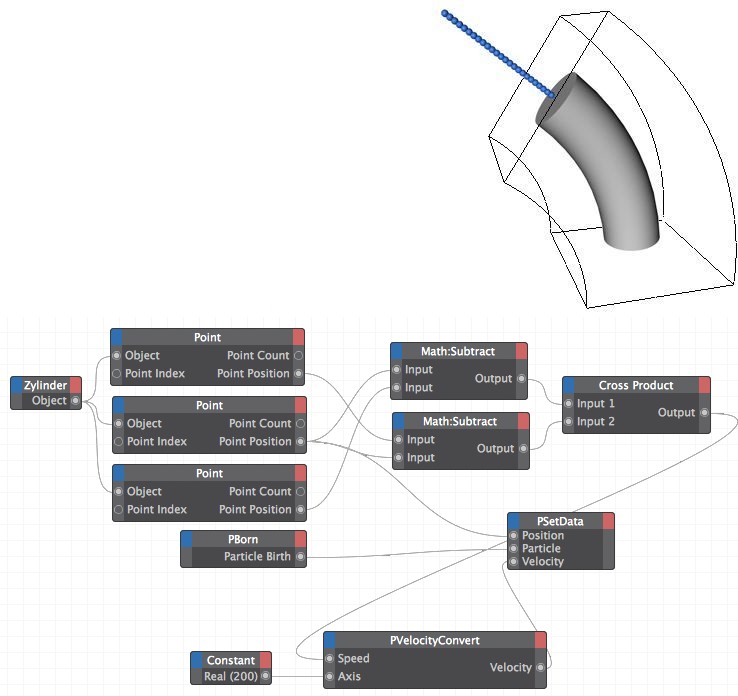 Point
Object Point Count
Point Index Point Position
Zylinder
Object
Point
Object Point Count
Point Index Point Position
Point
Object Point Count
Point Index Point Position
Math:Subtract
Input
Output
Input
Math:Subtract
Input
Output
Input
Cross Product
Input 1
Output
Input 2
PBorn
Particle Birth
PSetData
Position
Particle
Velocity
Constant
Real (200)
PVelocityConvert
Speed
Velocity
Axis